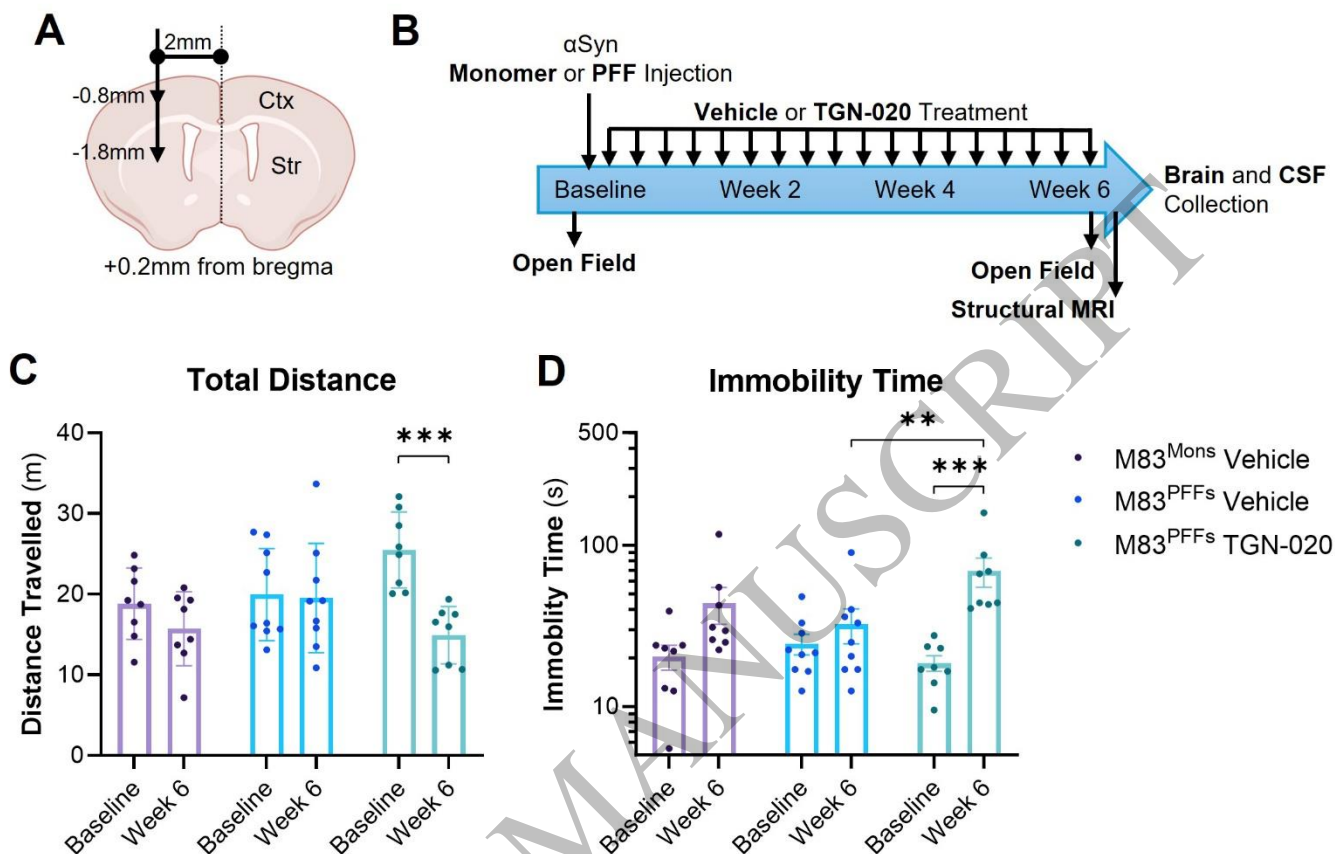 A
2mm
-0.8mm
Ctx
-1.8mm
Str
+0.2mm from bregma
B
αSyn
Monomer or PFF Injection
Vehicle or TGN-020 Treatment
Baseline Week 2 Week 4 Week 6
Brain and CSF
Collection
Open Field
Open Field
Structural MRI
C
Total Distance
***
Distance Travelled (m)
40
30
20
10
0
Baseline
Week 6
Baseline
Week 6
Baseline
Week 6
D
Immobility Time
**
***
Immoblity Time (s)
500
100
10
Baseline
Week 6
Baseline
Week 6
Baseline
Week 6
M83Mons Vehicle
M83PFFs Vehicle
M83PFFs TGN-020
MANUSCRIPT